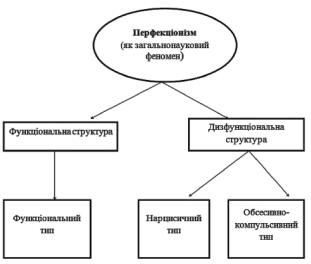 Перфекціонізм
(як загальнонауковий
феномен)
Функціональна структура
Дизфункціональна
структура
Функціональний
тип
Нарцисичний
тип
Обсесивно-
компульсивний
тип